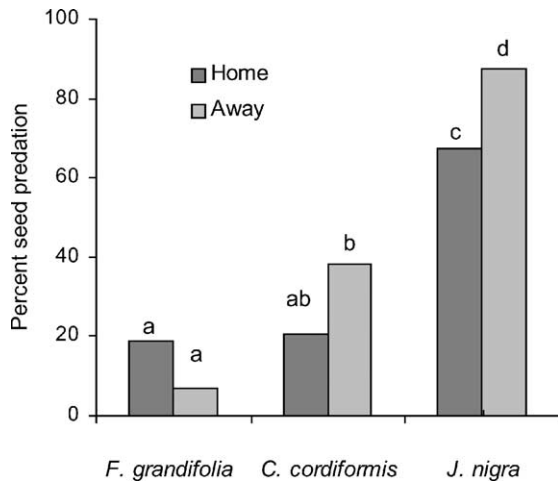 100
80
60
40
20
0
Percent seed predation
Home
Away
a
a
ab
b
c
d
F. grandifolia
C. cordiformis
J. nigra